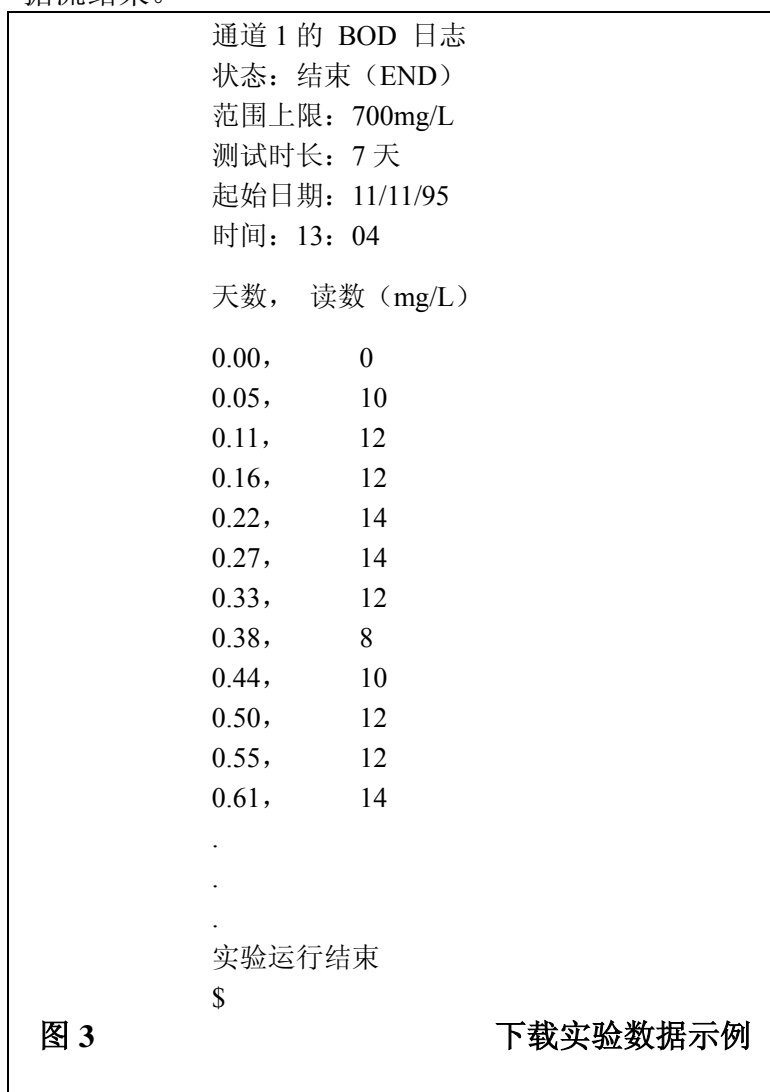 据流结束。
通道 1 的 BOD 日志
状态：结束（END）
范围上限：700mg/L
测试时长：7 天
起始日期：11/11/95
时间：13：04
天数， 读数（mg/L）
0.00， 0
0.05， 10
0.11， 12
0.16， 12
0.22， 14
0.27， 14
0.33， 12
0.38， 8
0.44， 10
0.50， 12
0.55， 12
0.61， 14
.
.
.
实验运行结束
$
图 3 下载实验数据示例